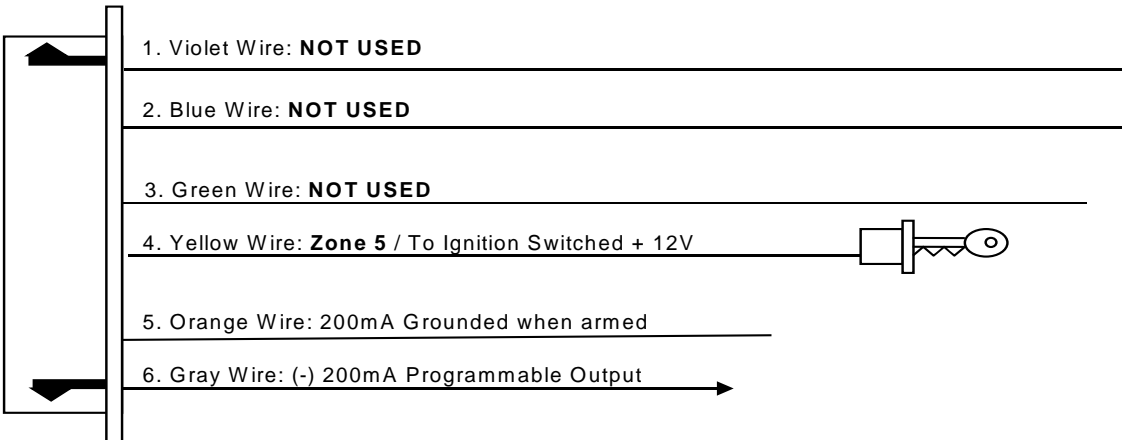 1. Violet Wire: NOT USED
2. Blue Wire: NOT USED
3. Green Wire: NOT USED
4. Yellow Wire: Zone 5 / To Ignition Switched + 12V
5. Orange Wire: 200mA Grounded when armed
6. Gray Wire: (-) 200mA Programmable Output